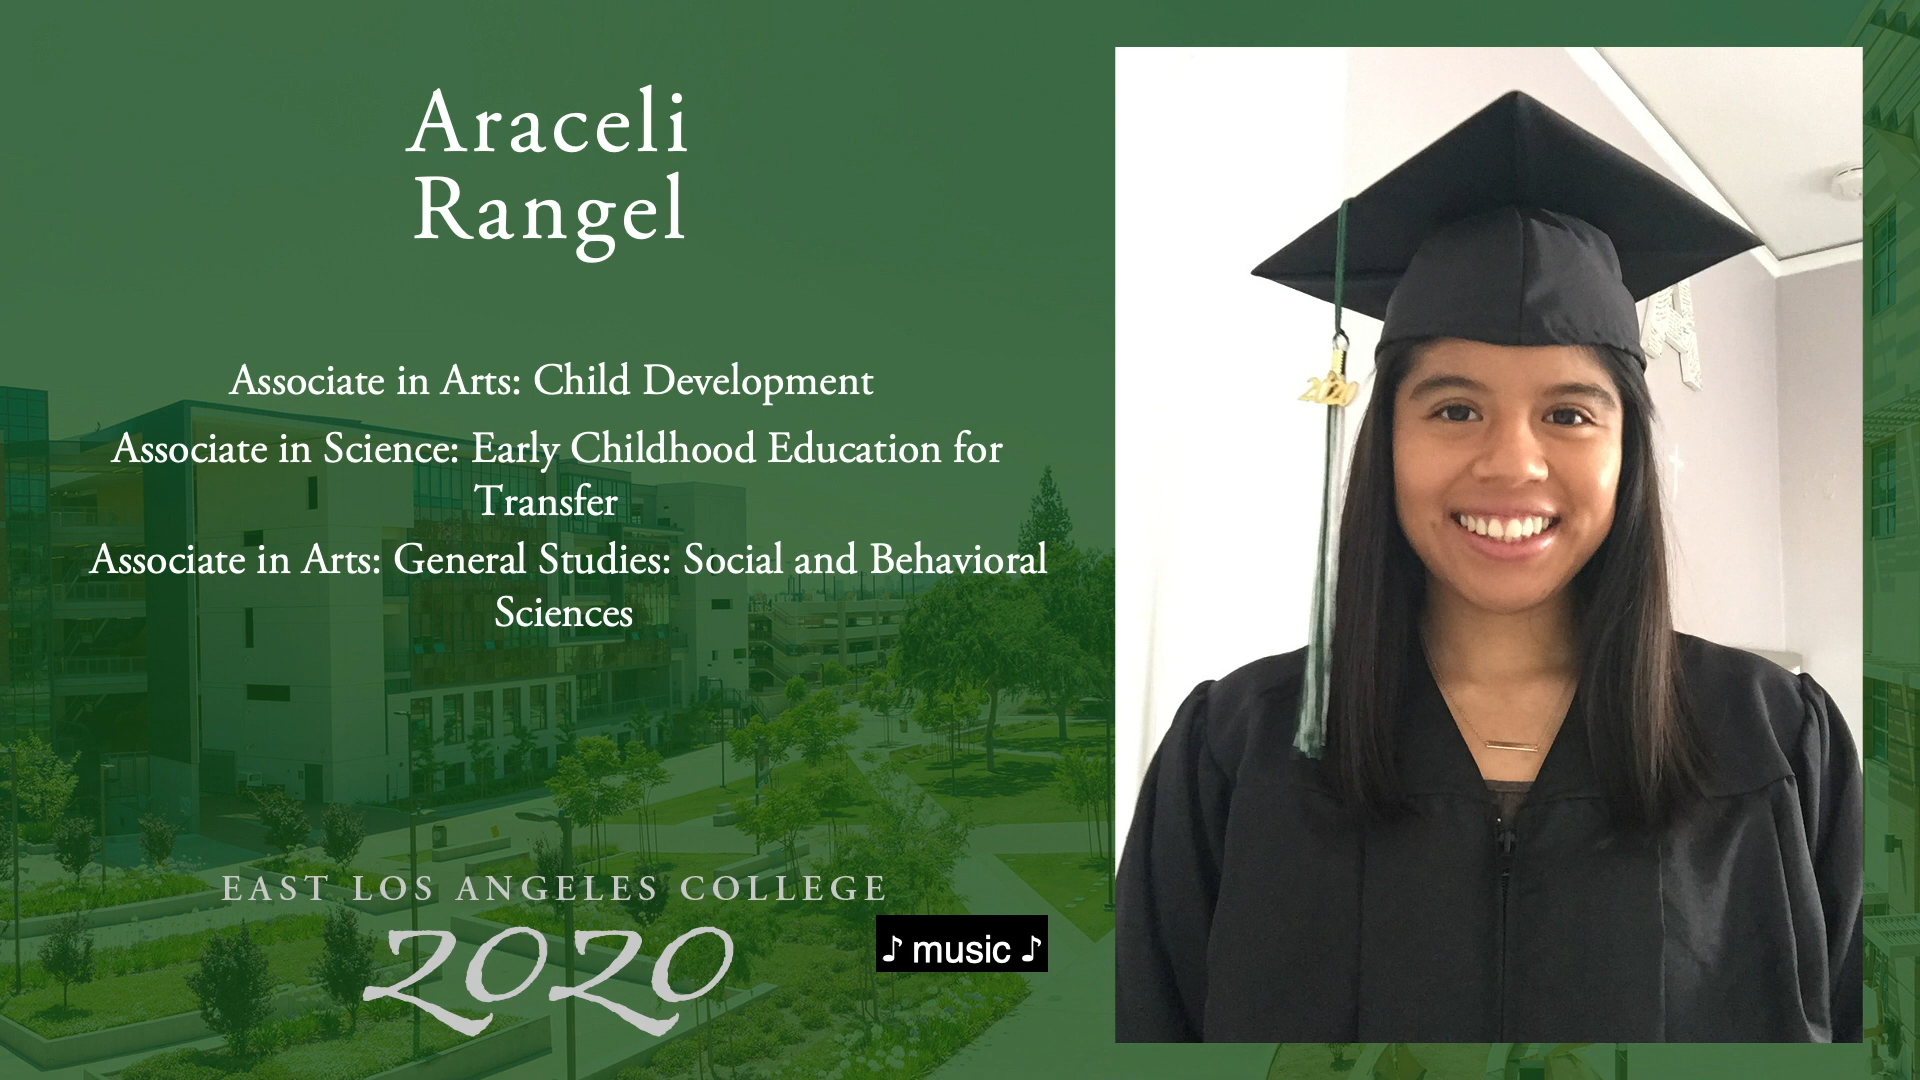 Araceli
Rangel
Associate in Arts: Child Development
Associate in Science: Early Childhood Education for
Transfer
Associate in Arts: General Studies: Social and Behavioral
Sciences
EAST LOS ANGELES COLLEGE
2020
♪ music ♪
2020